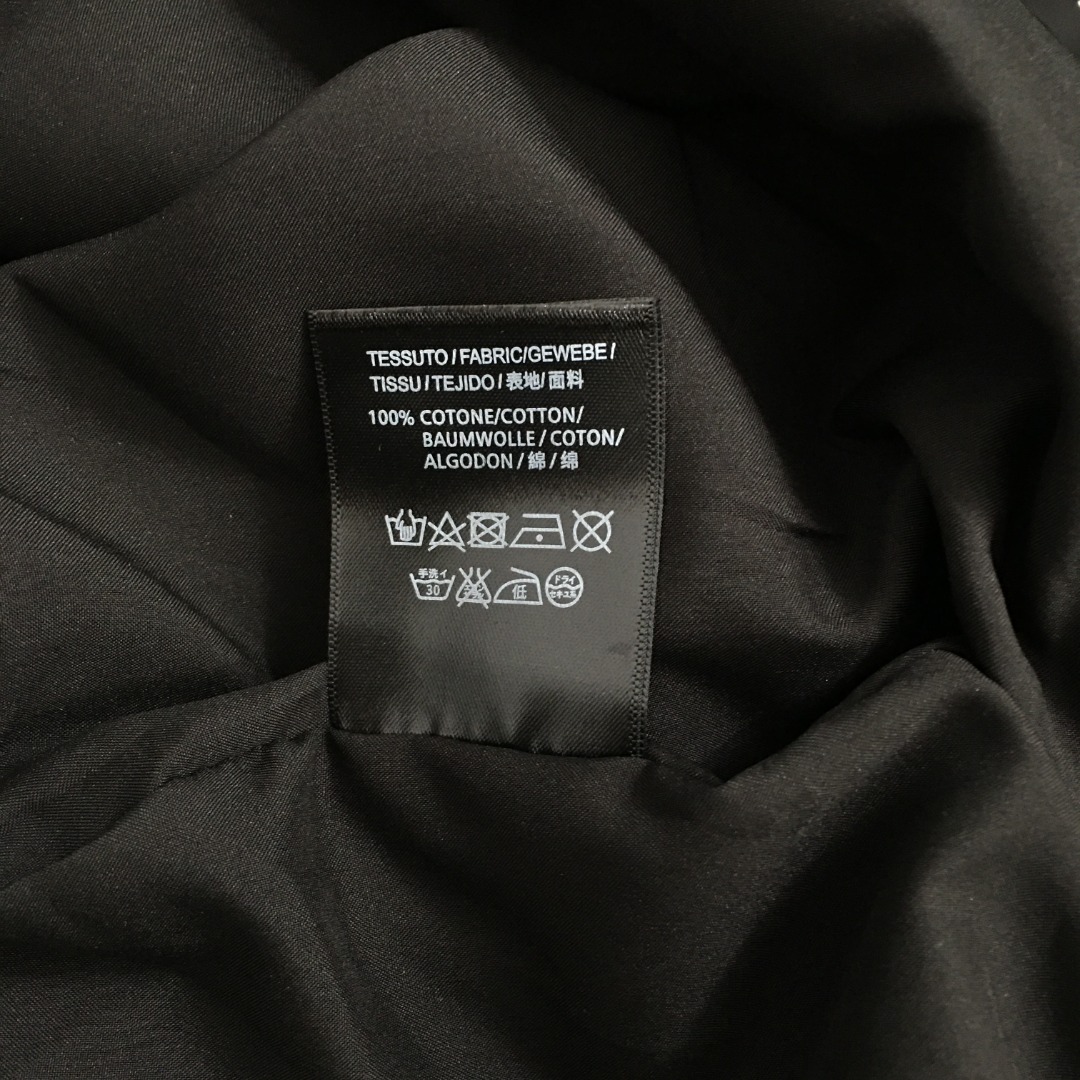 TESSUTO/FABRIC/GEWEBE/
TISSU/TEJIDO/表地/面料
100% COTONE/COTTON/
BAUMWOLLE/COTON/
ALGODON/綿/绵
手洗イ
30
低
ドライ
セキユ系